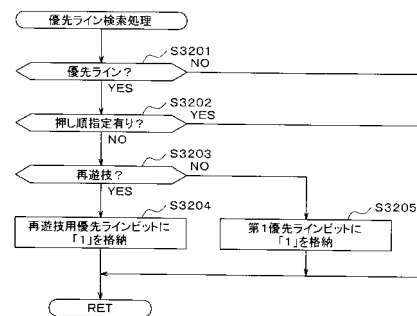 優先ライン検索処理
S3201
優先ライン?
NO
YES
S3202
押し順指定有り?
YES
NO
S3203
再遊技?
NO
YES
S3204
再遊技用優先ラインビットに
「1」を格納
S3205
第1優先ラインビットに
「1」を格納
RET